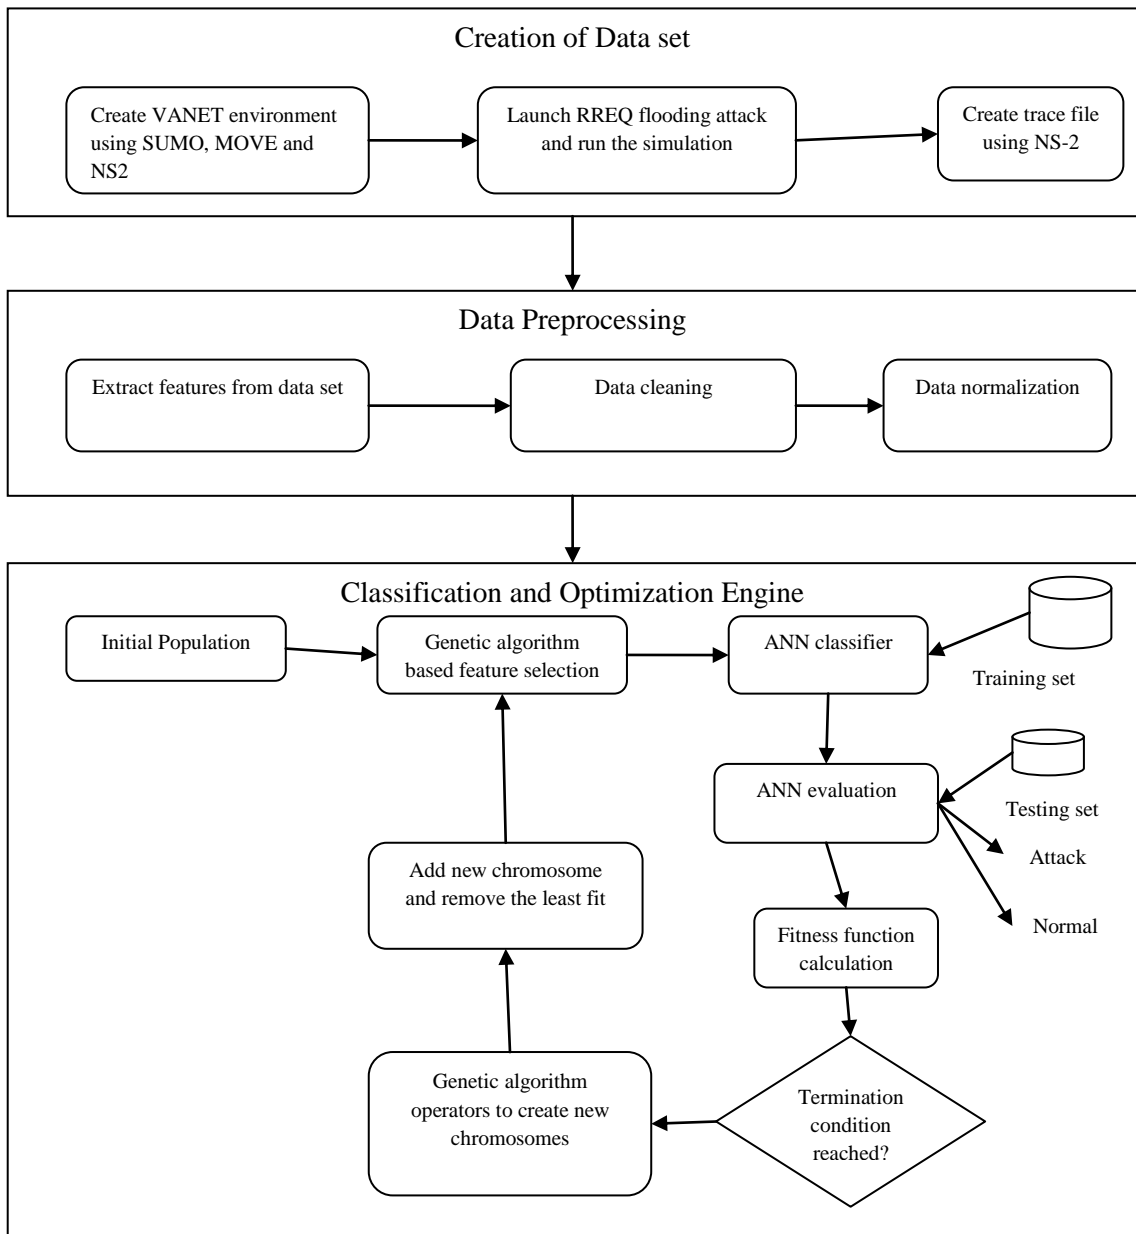 Creation of Data set
Create VANET environment
using SUMO, MOVE and
NS2
Launch RREQ flooding attack
and run the simulation
Create trace file
using NS-2
Data Preprocessing
Extract features from data set
Data cleaning
Data normalization
Classification and Optimization Engine
Initial Population
Genetic algorithm
based feature selection
ANN classifier
Training set
ANN evaluation
Testing set
Attack
Normal
Add new chromosome
and remove the least fit
Fitness function
calculation
Genetic algorithm
operators to create new
chromosomes
Termination
condition
reached?